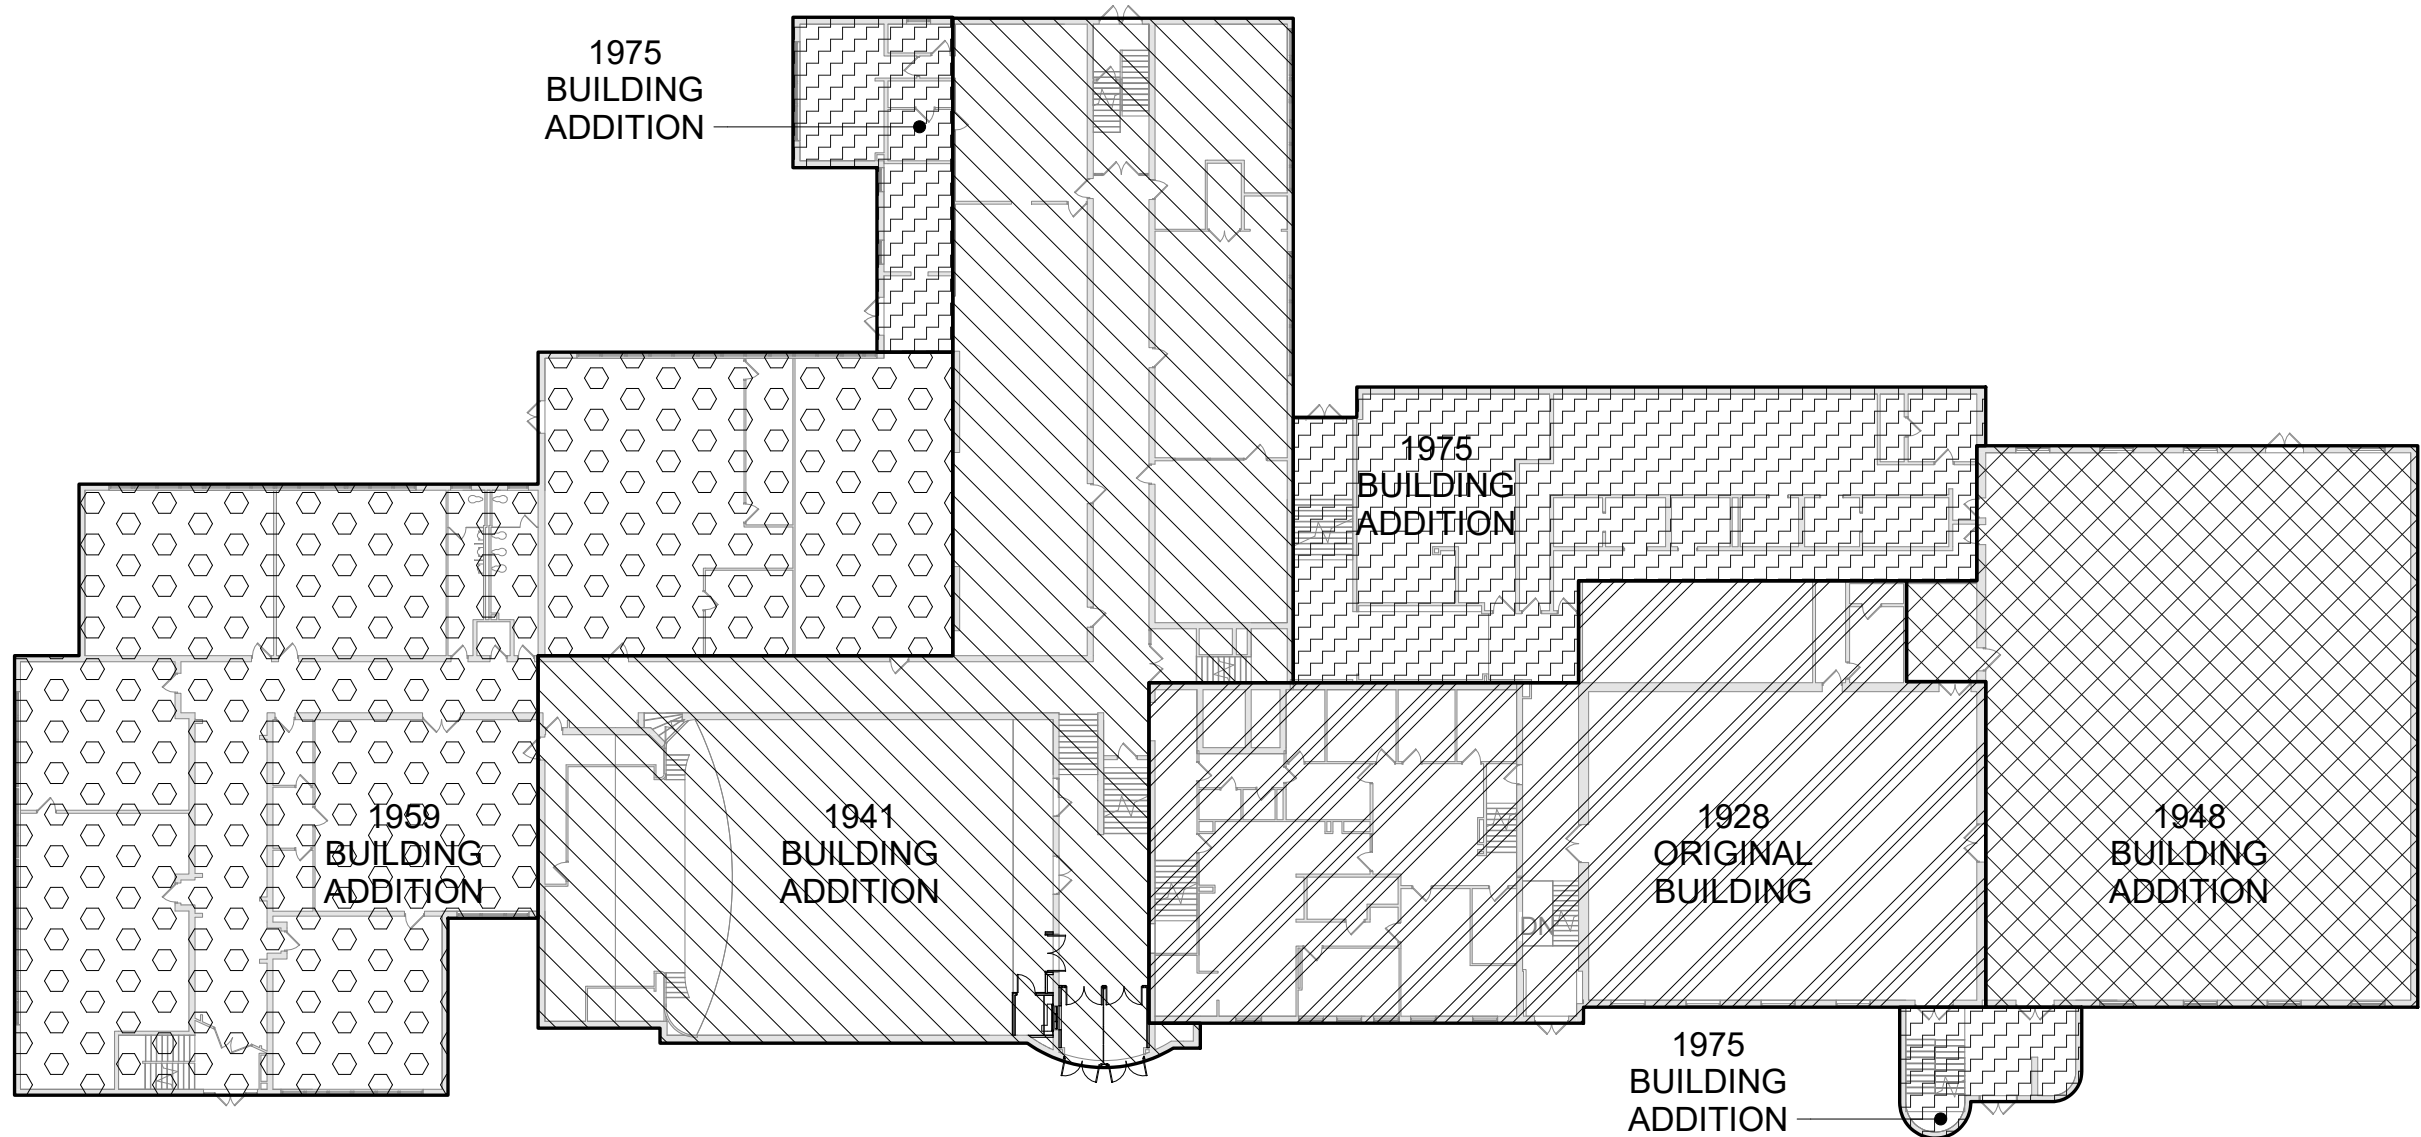 1975
BUILDING
ADDITION
1975
BUILDING
ADDITION
1959
BUILDING
ADDITION
1941
BUILDING
ADDITION
1928
ORIGINAL
BUILDING
1948
BUILDING
ADDITION
DN
1975
BUILDING
ADDITION